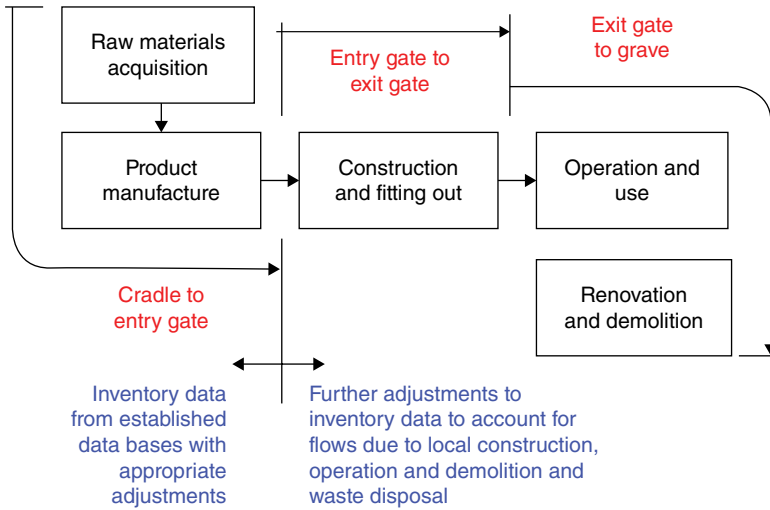 Raw materials
acquisition
Entry gate to
exit gate
Exit gate
to grave
Product
manufacture
Construction
and fitting out
Operation and
use
Cradle to
entry gate
Renovation
and demolition
Inventory data
from established
data bases with
appropriate
adjustments
Further adjustments to
inventory data to account for
flows due to local construction,
operation and demolition and
waste disposal